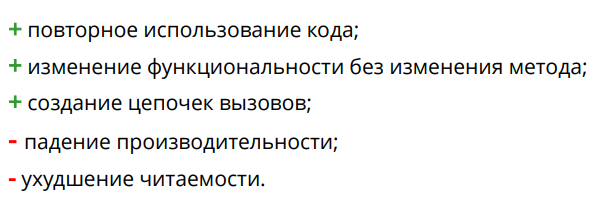 + повторное использование кода;
+ изменение функциональности без изменения метода;
+ создание цепочек вызовов;
- падение производительности;
- ухудшение читаемости.